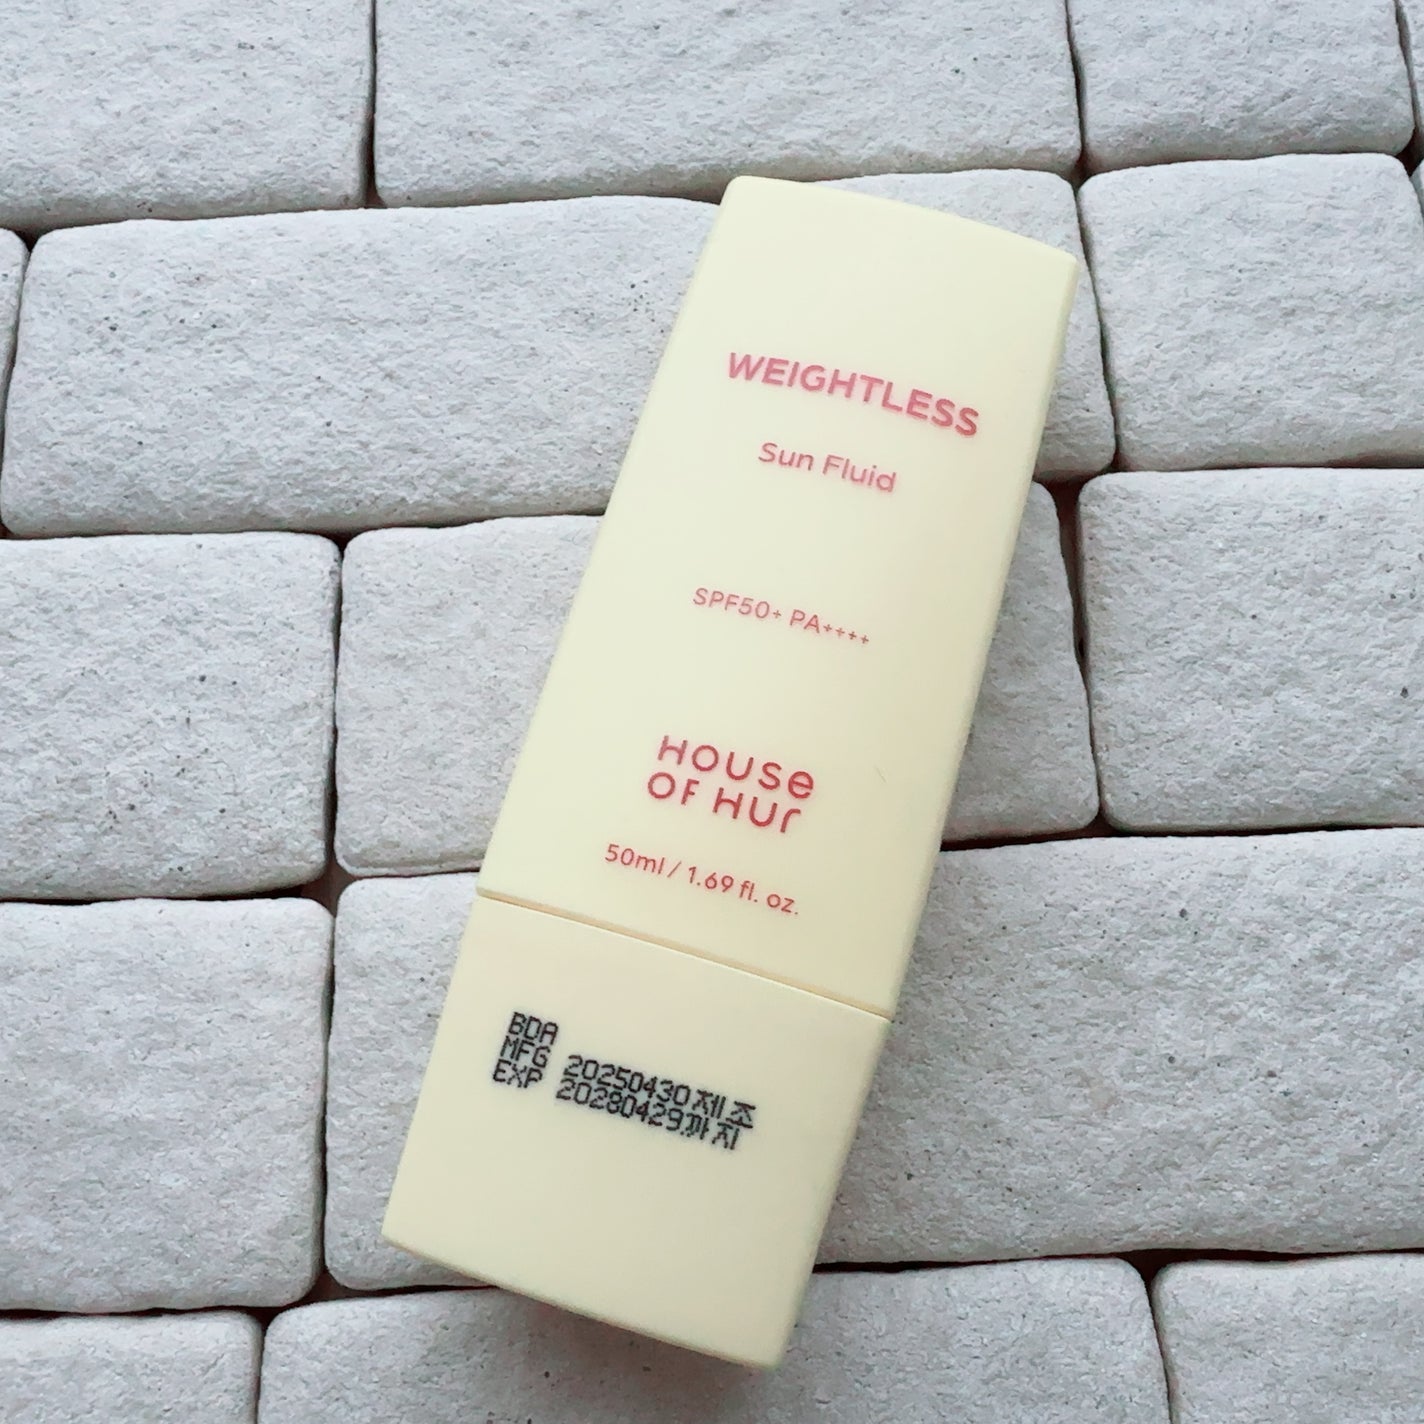 WEIGHTLESS
Sun Fluid
SPF50+ PA++++
HOUSE
OF HUR
50ml / 1.69 fl. oz.
BDA
MFG 20250430제조
EXP 20280429까지